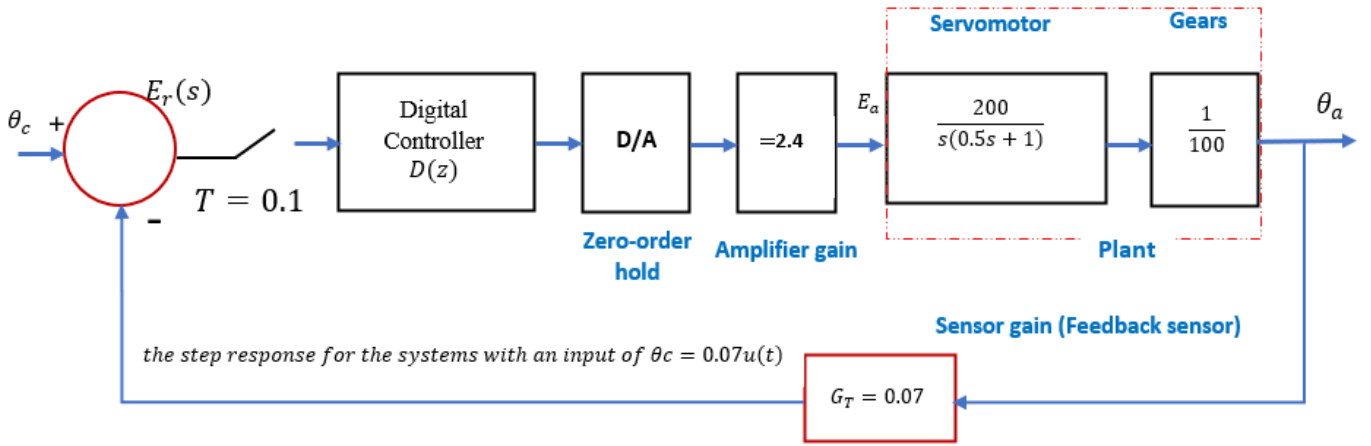 Servomotor
Gears
E_r(s)
θ_c
+
-
T = 0.1
Digital
Controller
D(z)
D/A
Zero-order
hold
=2.4
Amplifier gain
E_a
200
s(0.5s + 1)
1
100
θ_a
Plant
Sensor gain (Feedback sensor)
the step response for the systems with an input of θc = 0.07u(t)
G_T = 0.07